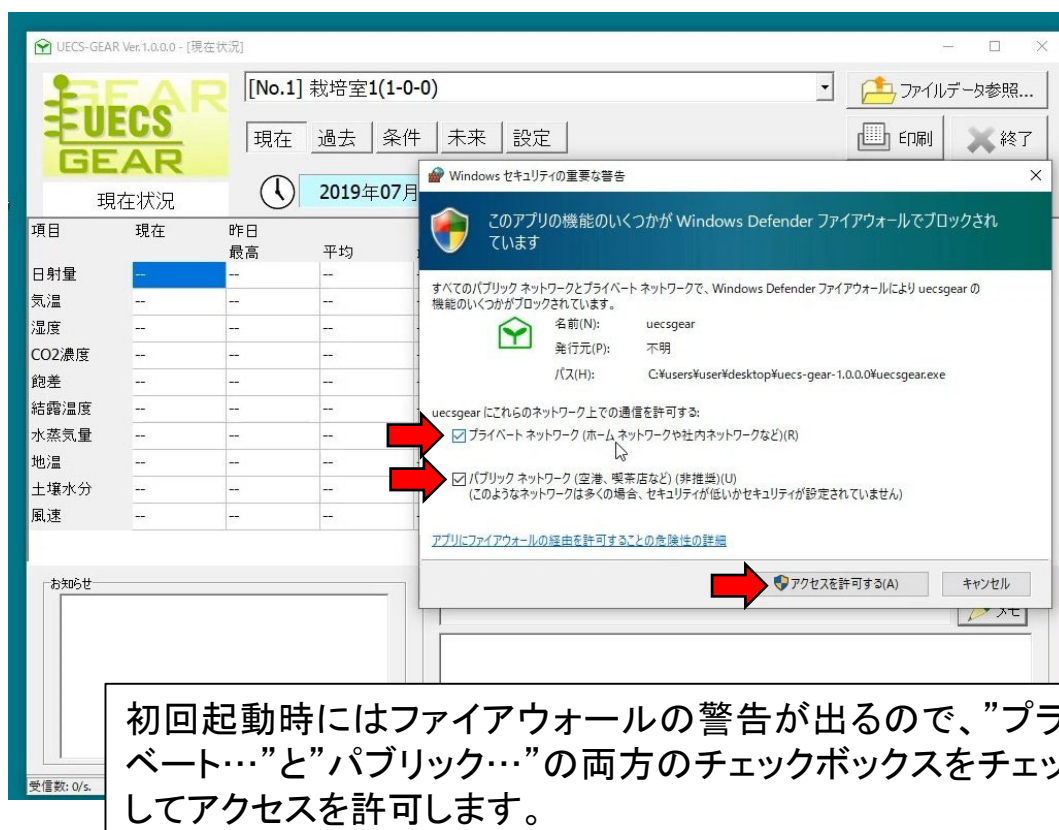 UECS-GEAR Ver.1.0.0.0 - [現在状況]
GEAR
UECS
GEAR
現在状況
[No.1] 栽培室1(1-0-0)
ファイルデータ参照...
現在 過去 条件 未来 設定
印刷 終了
2019年07月
項目 現在 昨日
最高 平均
日射量 -- -- --
気温 -- -- --
湿度 -- -- --
CO2濃度 -- -- --
飽差 -- -- --
結露温度 -- -- --
水蒸気量 -- -- --
地温 -- -- --
土壌水分 -- -- --
風速 -- -- --
お知らせ
メモ
受信数: 0/s.
Windows セキュリティの重要な警告
このアプリの機能のいくつかが Windows Defender ファイアウォールでブロックされ
ています
すべてのパブリック ネットワークとプライベート ネットワークで、Windows Defender ファイアウォールにより uecsgear の
機能のいくつかがブロックされています。
名前(N): uecsgear
発行元(P): 不明
パス(H): C:¥users¥user¥desktop¥uecs-gear-1.0.0.0¥uecsgear.exe
uecsgear にこれらのネットワーク上での通信を許可する:
プライベート ネットワーク (ホーム ネットワークや社内ネットワークなど)(R)
パブリック ネットワーク (空港、喫茶店など) (非推奨)(U)
(このようなネットワークは多くの場合、セキュリティが低いかセキュリティが設定されていません)
アプリにファイアウォールの経由を許可することの危険性の詳細
アクセスを許可する(A) キャンセル
初回起動時にはファイアウォールの警告が出るので、”プラ
ベート…”と”パブリック…”の両方のチェックボックスをチェッ
してアクセスを許可します。